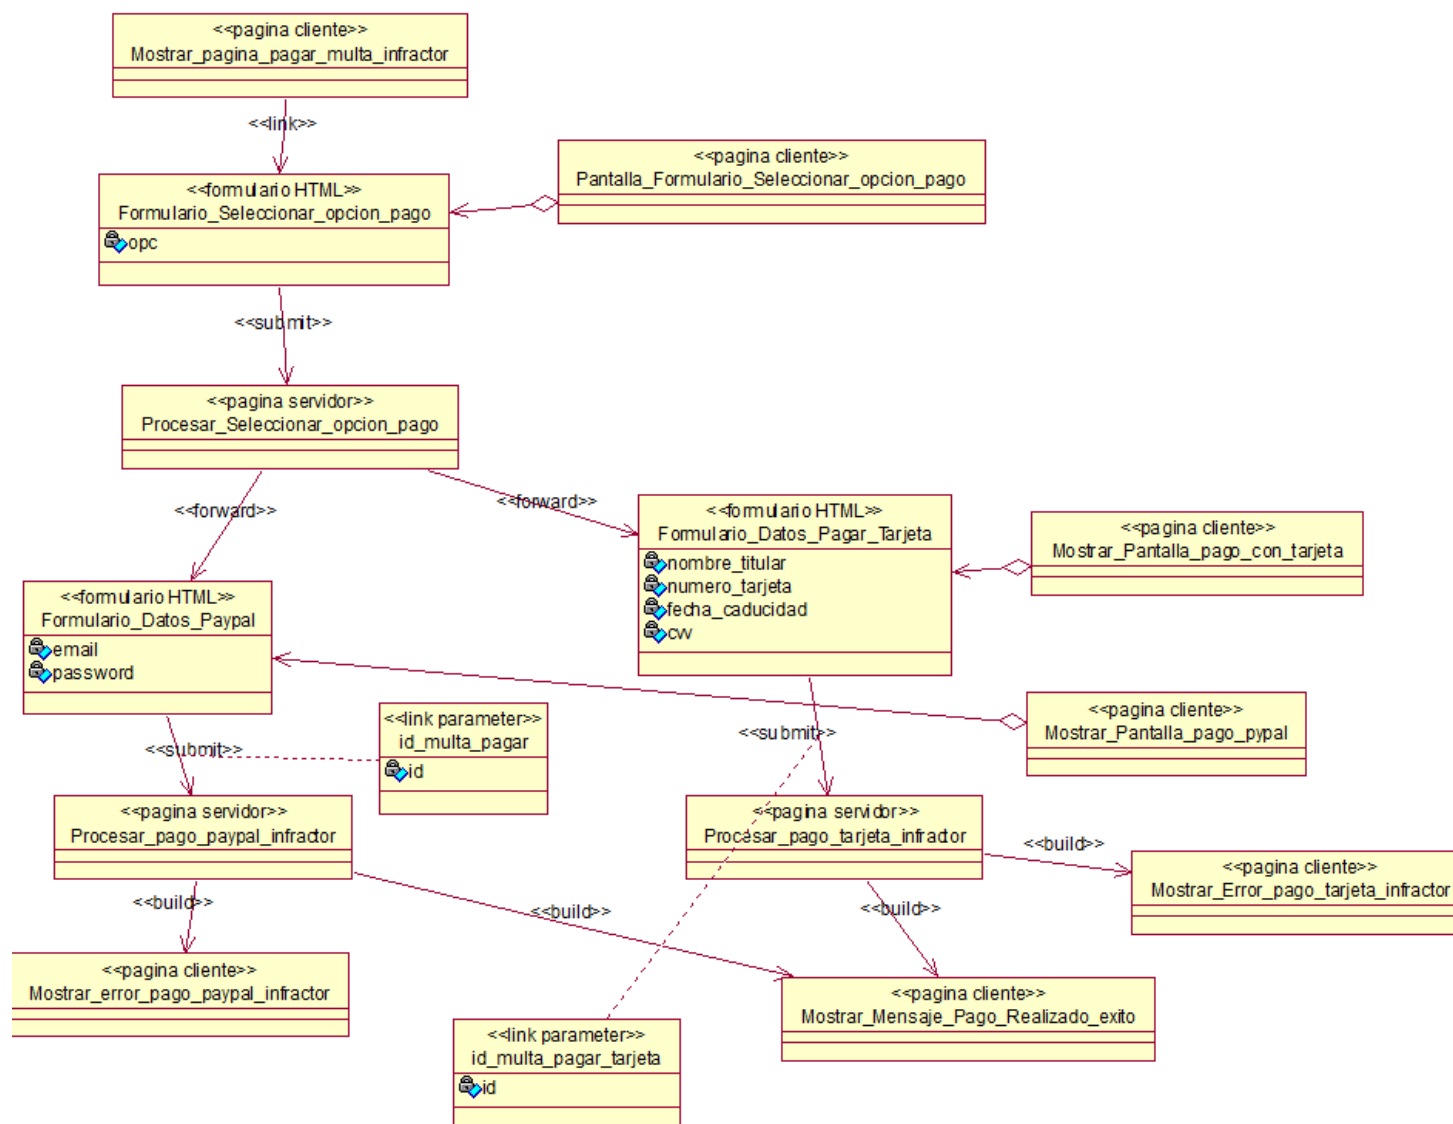 <<pagina cliente>>
Mostrar_pagina_pagar_multa_infractor
<<link>>
<<pagina cliente>>
Pantalla_Formulario_Seleccionar_opcion_pago
<<formulario HTML>>
Formulario_Seleccionar_opcion_pago
opc
<<submit>>
<<pagina servidor>>
Procesar_Seleccionar_opcion_pago
<<forward>>
<<forward>>
<<formulario HTML>>
Formulario_Datos_Pagar_Tarjeta
nombre_titular
numero_tarjeta
fecha_caducidad
cvv
<<pagina cliente>>
Mostrar_Pantalla_pago_con_tarjeta
<<formulario HTML>>
Formulario_Datos_Paypal
email
password
<<pagina cliente>>
Mostrar_Pantalla_pago_pypal
<<link parameter>>
id_multa_pagar
id
<<submit>>
<<submit>>
<<pagina servidor>>
Procesar_pago_paypal_infractor
<<pagina servidor>>
Procesar_pago_tarjeta_infractor
<<build>>
<<pagina cliente>>
Mostrar_Error_pago_tarjeta_infractor
<<build>>
<<build>>
<<build>>
<<pagina cliente>>
Mostrar_error_pago_paypal_infractor
<<pagina cliente>>
Mostrar_Mensaje_Pago_Realizado_exito
<<link parameter>>
id_multa_pagar_tarjeta
id